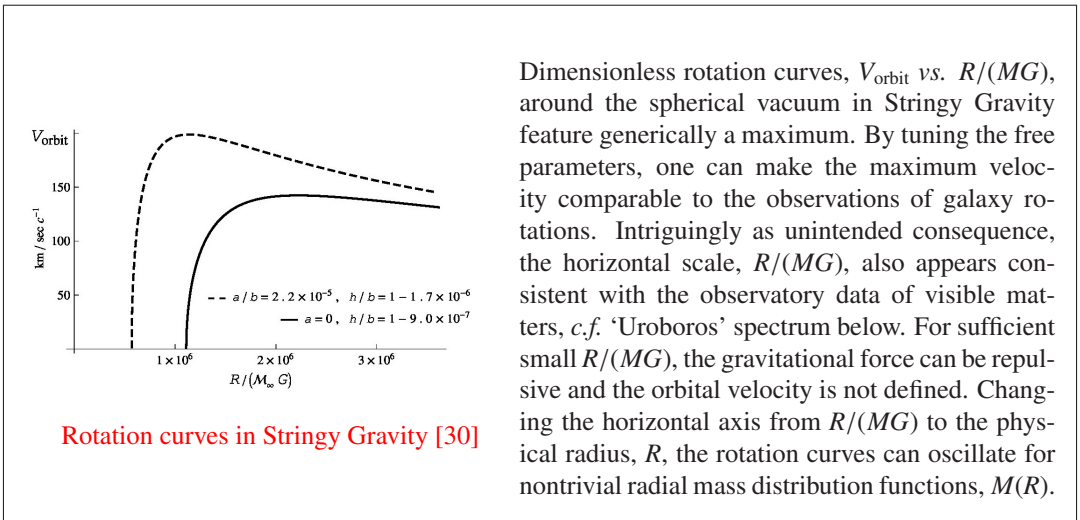 V_orbit
150
100
50
km / sec c⁻¹
1×10⁶
2×10⁶
3×10⁶
R/(M_∞ G)
a/b=2.2×10⁻⁵ , h/b=1−1.7×10⁻⁶
a=0 , h/b=1−9.0×10⁻⁷
Rotation curves in Stringy Gravity [30]
Dimensionless rotation curves, V_orbit vs. R/(MG),
around the spherical vacuum in Stringy Gravity
feature generically a maximum. By tuning the free
parameters, one can make the maximum veloc-
ity comparable to the observations of galaxy ro-
tations. Intriguingly as unintended consequence,
the horizontal scale, R/(MG), also appears con-
sistent with the observatory data of visible mat-
ters, c.f. ‘Uroboros’ spectrum below. For sufficient
small R/(MG), the gravitational force can be repul-
sive and the orbital velocity is not defined. Chang-
ing the horizontal axis from R/(MG) to the phys-
ical radius, R, the rotation curves can oscillate for
nontrivial radial mass distribution functions, M(R).